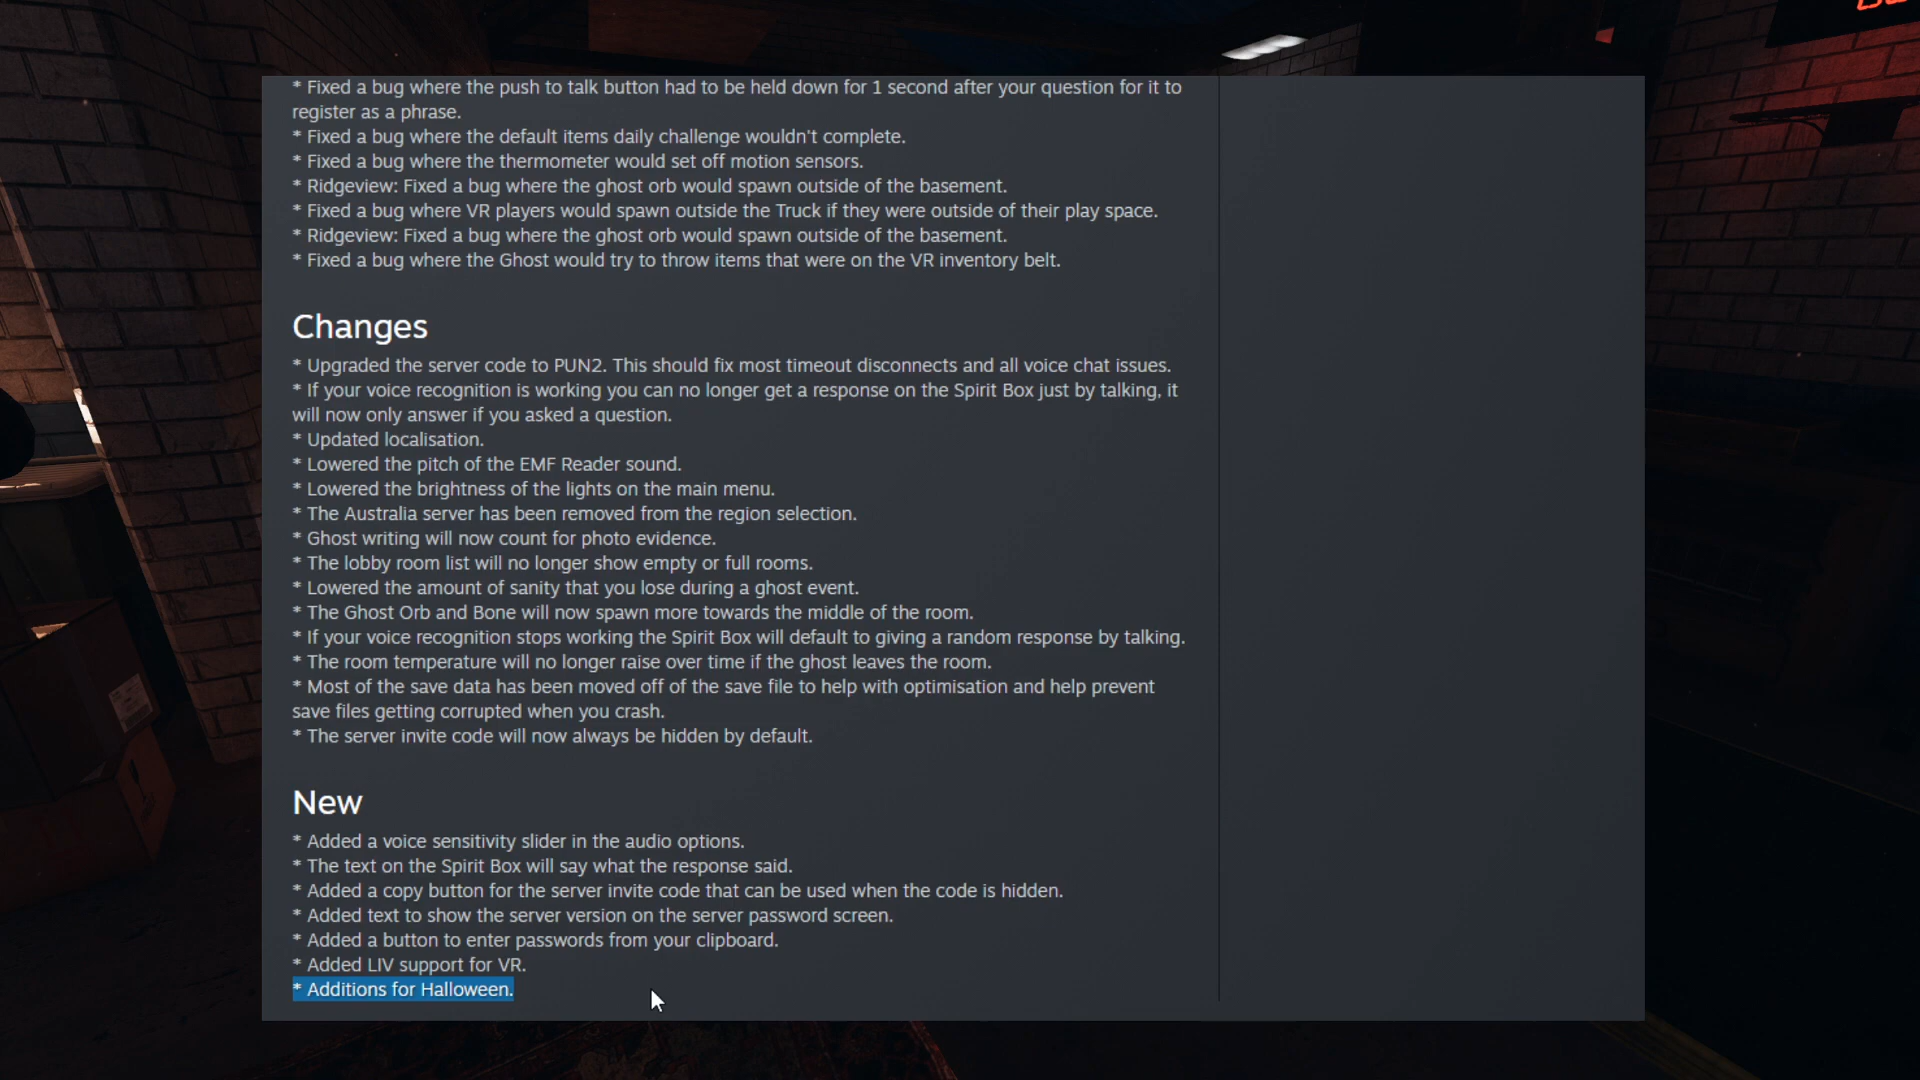 * Fixed a bug where the push to talk button had to be held down for 1 second after your question for it to
register as a phrase.
* Fixed a bug where the default items daily challenge wouldn't complete.
* Fixed a bug where the thermometer would set off motion sensors.
* Ridgeview: Fixed a bug where the ghost orb would spawn outside of the basement.
* Fixed a bug where VR players would spawn outside the Truck if they were outside of their play space.
* Ridgeview: Fixed a bug where the ghost orb would spawn outside of the basement.
* Fixed a bug where the Ghost would try to throw items that were on the VR inventory belt.
Changes
* Upgraded the server code to PUN2. This should fix most timeout disconnects and all voice chat issues.
* If your voice recognition is working you can no longer get a response on the Spirit Box just by talking, it
will now only answer if you asked a question.
* Updated localisation.
* Lowered the pitch of the EMF Reader sound.
* Lowered the brightness of the lights on the main menu.
* The Australia server has been removed from the region selection.
* Ghost writing will now count for photo evidence.
* The lobby room list will no longer show empty or full rooms.
* Lowered the amount of sanity that you lose during a ghost event.
* The Ghost Orb and Bone will now spawn more towards the middle of the room.
* If your voice recognition stops working the Spirit Box will default to giving a random response by talking.
* The room temperature will no longer raise over time if the ghost leaves the room.
* Most of the save data has been moved off of the save file to help with optimisation and help prevent
save files getting corrupted when you crash.
* The server invite code will now always be hidden by default.
New
* Added a voice sensitivity slider in the audio options.
* The text on the Spirit Box will say what the response said.
* Added a copy button for the server invite code that can be used when the code is hidden.
* Added text to show the server version on the server password screen.
* Added a button to enter passwords from your clipboard.
* Added LIV support for VR.
* Additions for Halloween.